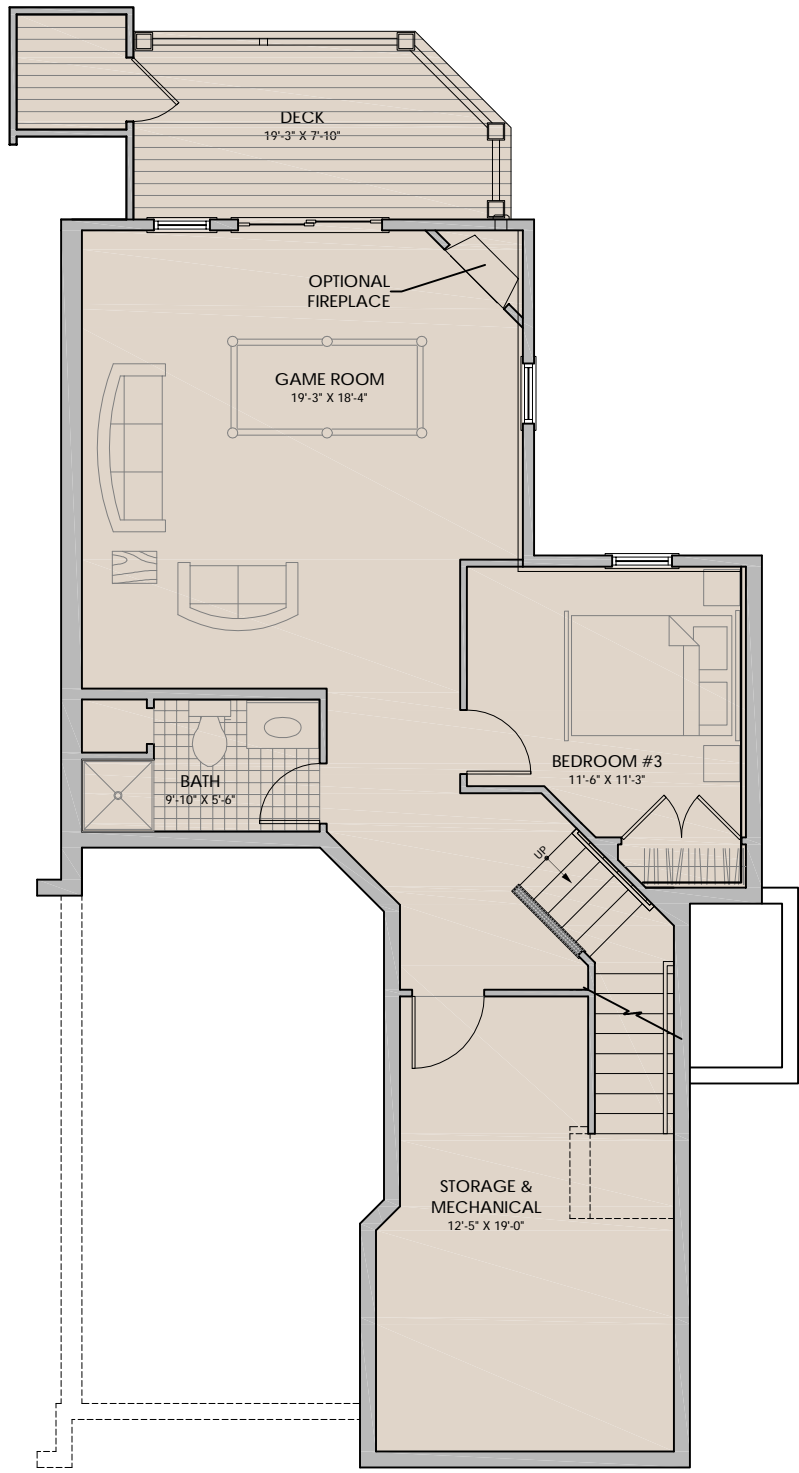 DECK
19'-3" X 7'-10"
OPTIONAL
FIREPLACE
GAME ROOM
19'-3" X 18'-4"
BEDROOM #3
11'-6" X 11'-3"
BATH
9'-10" X 5'-6"
UP
STORAGE &
MECHANICAL
12'-5" X 19'-0"